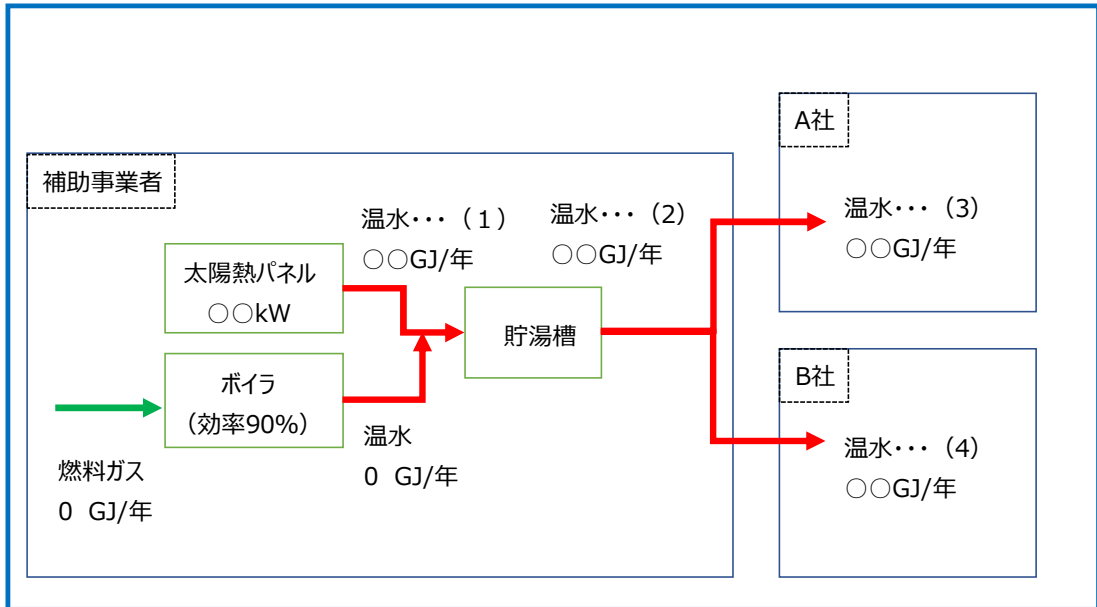 A社
補助事業者
温水・・・（１）
○○GJ/年
温水・・・（2）
○○GJ/年
温水・・・（3）
○○GJ/年
太陽熱パネル
○○kW
貯湯槽
ボイラ
（効率90%）
B社
温水
0 GJ/年
温水・・・（4）
○○GJ/年
燃料ガス
0 GJ/年